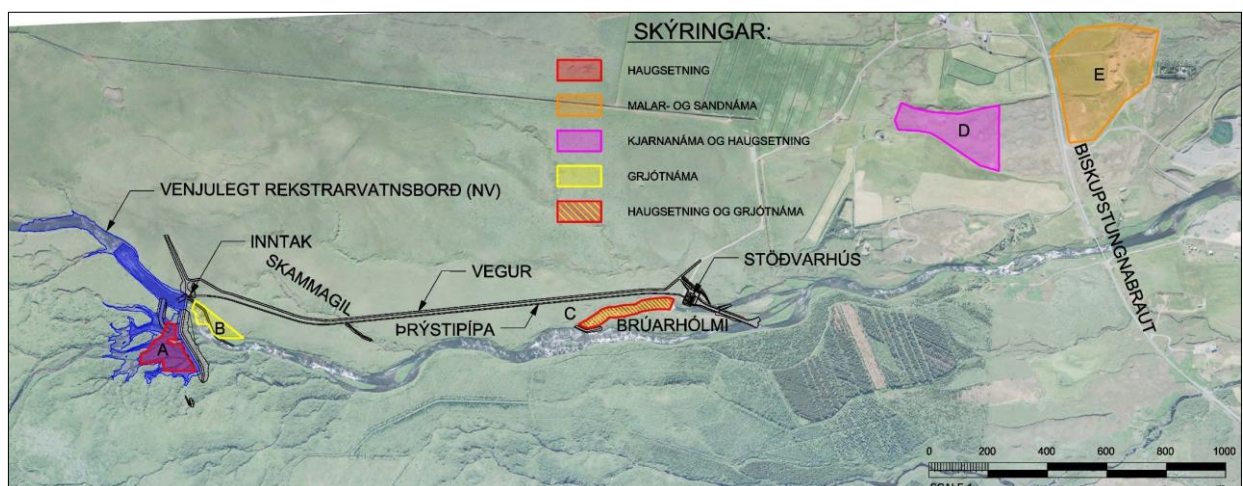 SKÝRINGAR:
HAUGSETNING
MALAR- OG SANDNÁMA
KJARNANÁMA OG HAUGSETNING
GRJÓTNÁMA
HAUGSETNING OG GRJÓTNÁMA
E
D
BISKUPSTUNGNABRAUT
VENJULEGT REKSTRARVATNSBORÐ (NV)
INNTAK
SKAMMAGIL
VEGUR
STÖÐVARHÚS
ÞRÝSTIPÍPA
C
BRÚARHÓLMI
B
A
0 200 400 600 800 1000